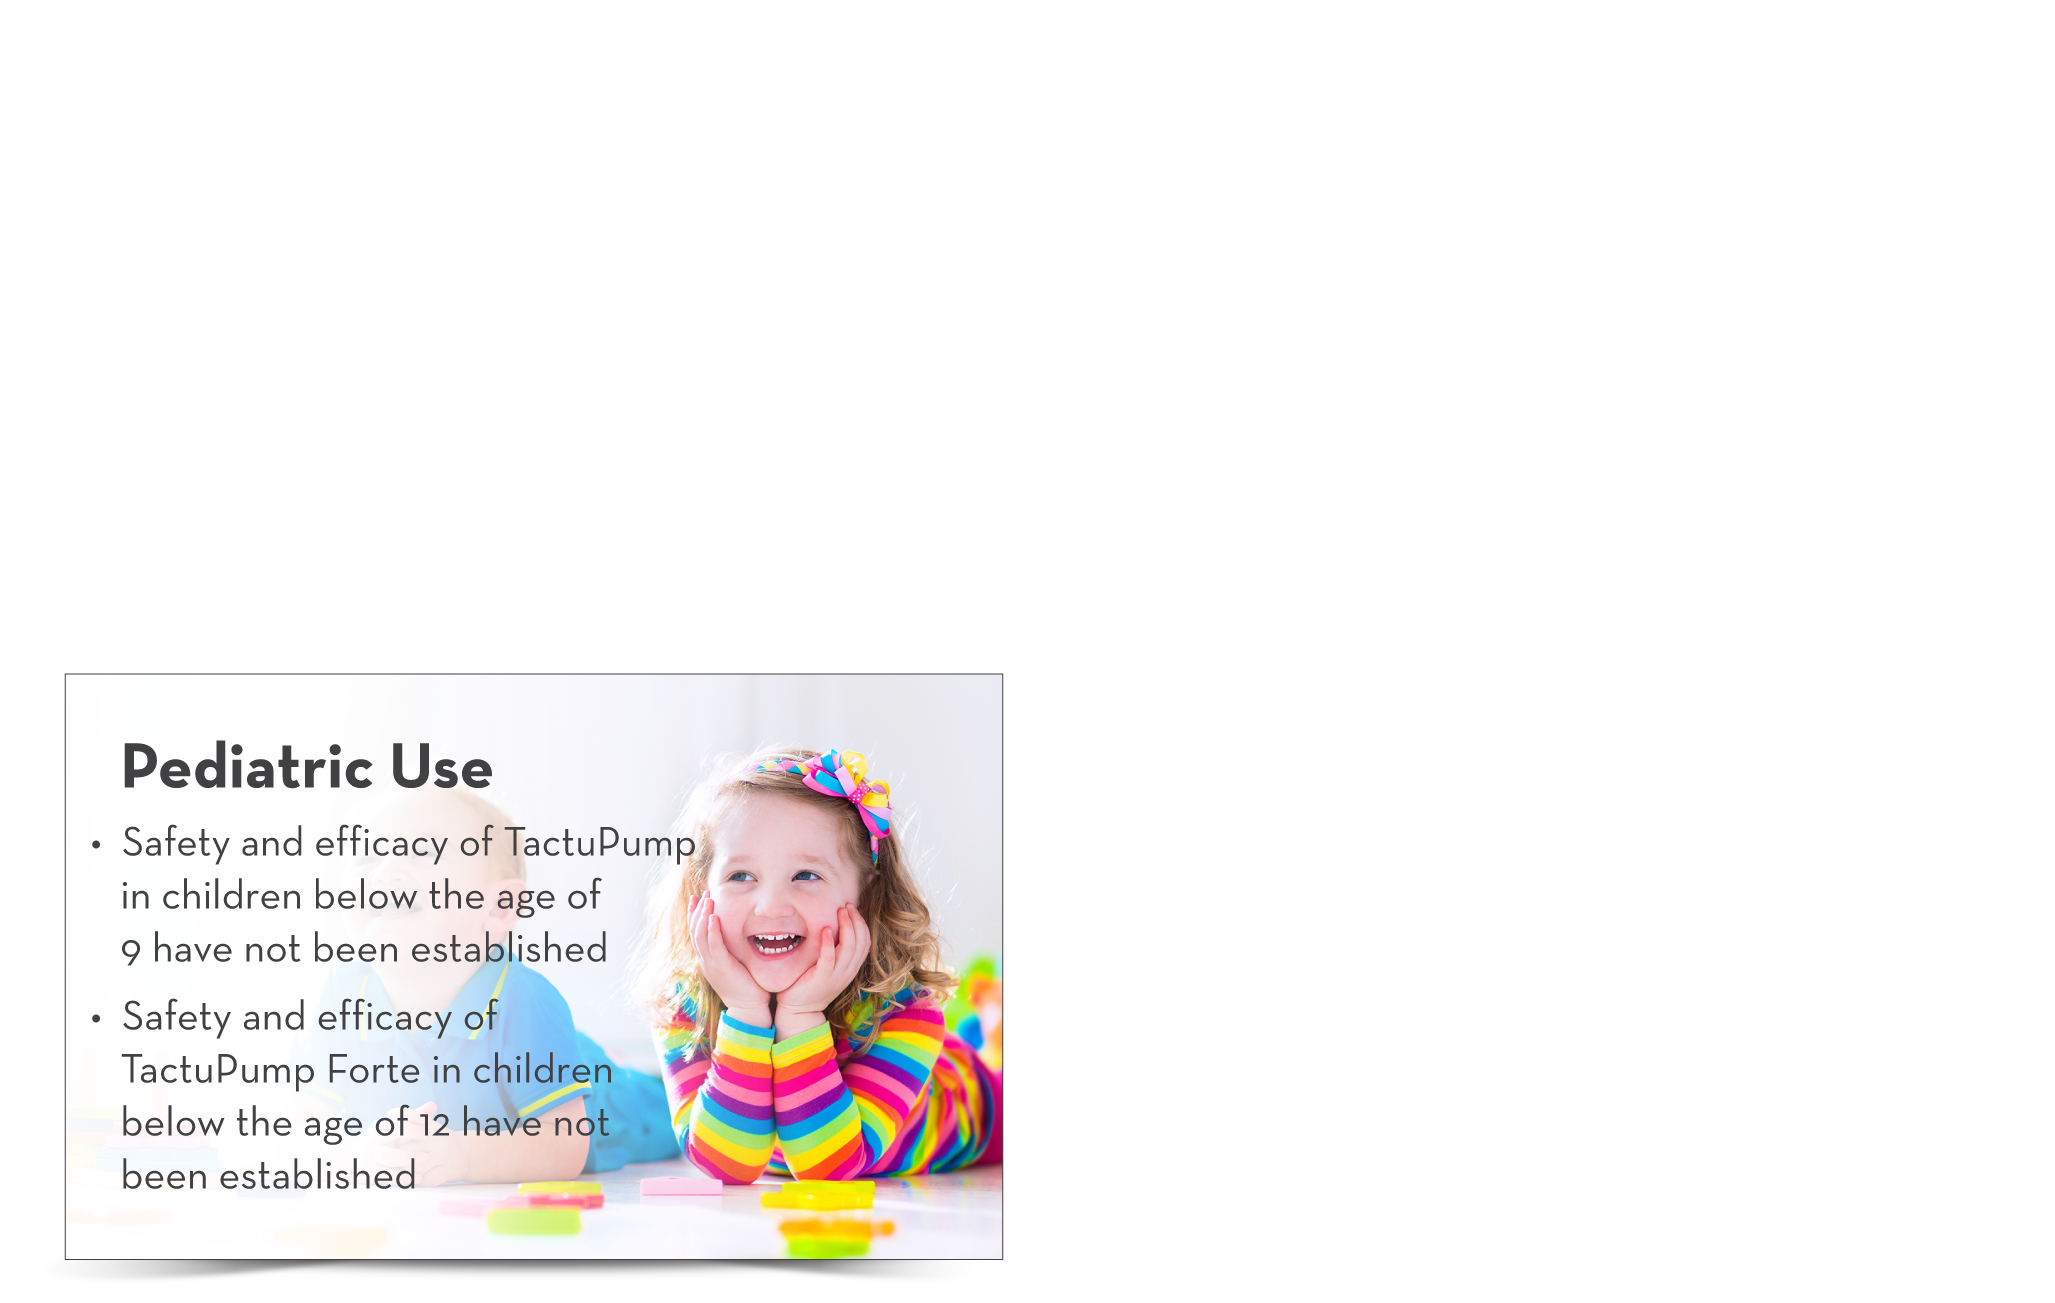 Pediatric Use
• Safety and efficacy of TactuPump
in children below the age of
9 have not been established
• Safety and efficacy of
TactuPump Forte in children
below the age of 12 have not
been established